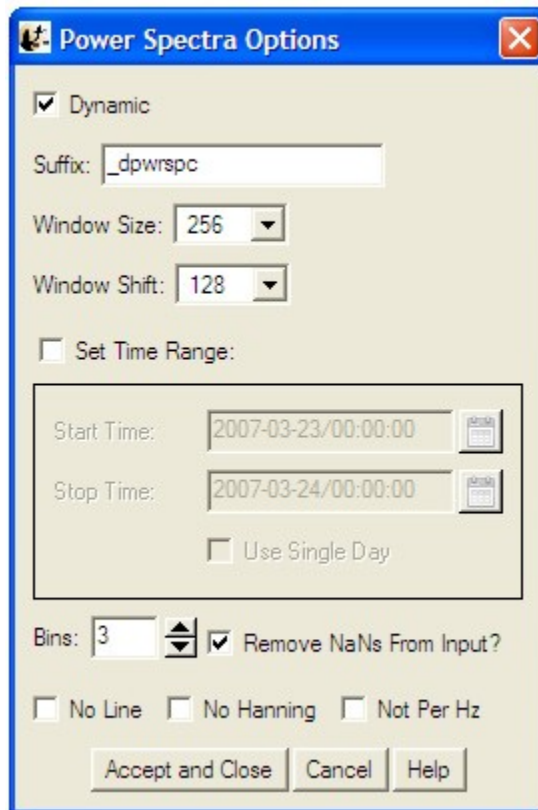 Power Spectra Options
Dynamic
Suffix: _dpwrspc
Window Size: 256
Window Shift: 128
Set Time Range:
Start Time: 2007-03-23/00:00:00
Stop Time: 2007-03-24/00:00:00
Use Single Day
Bins: 3 Remove NaNs From Input?
No Line No Hanning Not Per Hz
Accept and Close Cancel Help